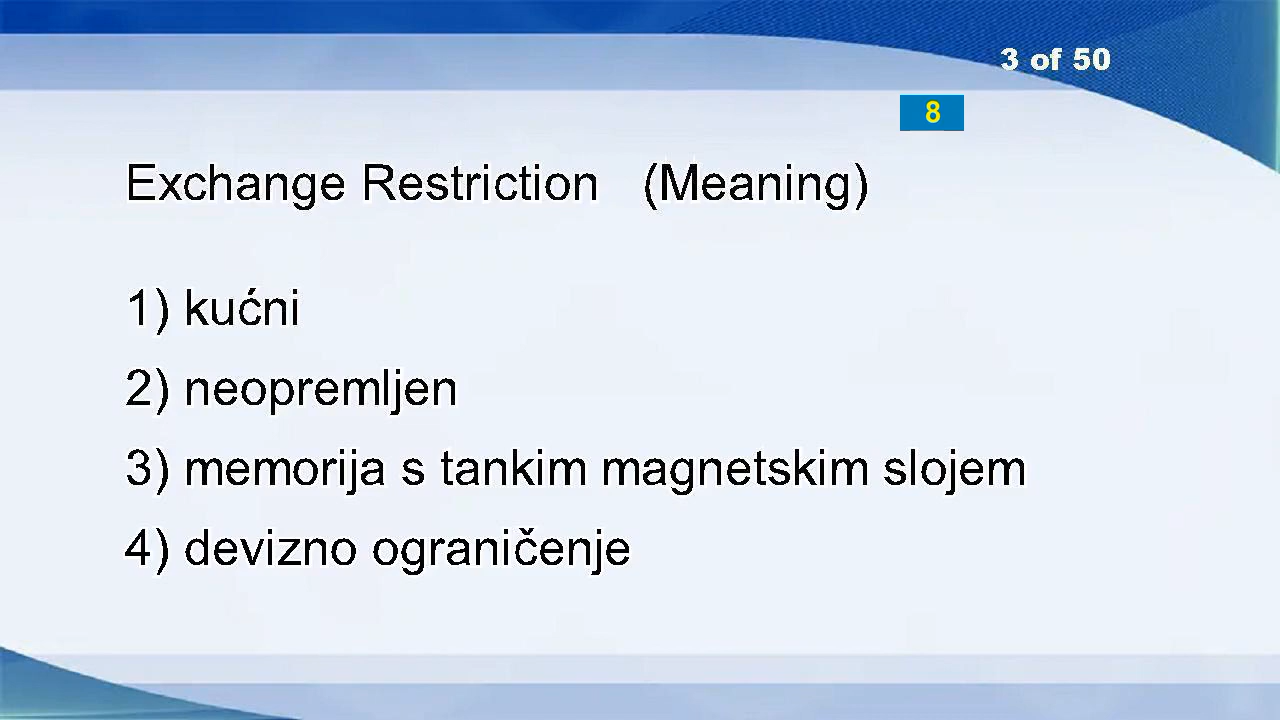 3 of 50
8
Exchange Restriction (Meaning)
1) kućni
2) neopremljen
3) memorija s tankim magnetskim slojem
4) devizno ograničenje